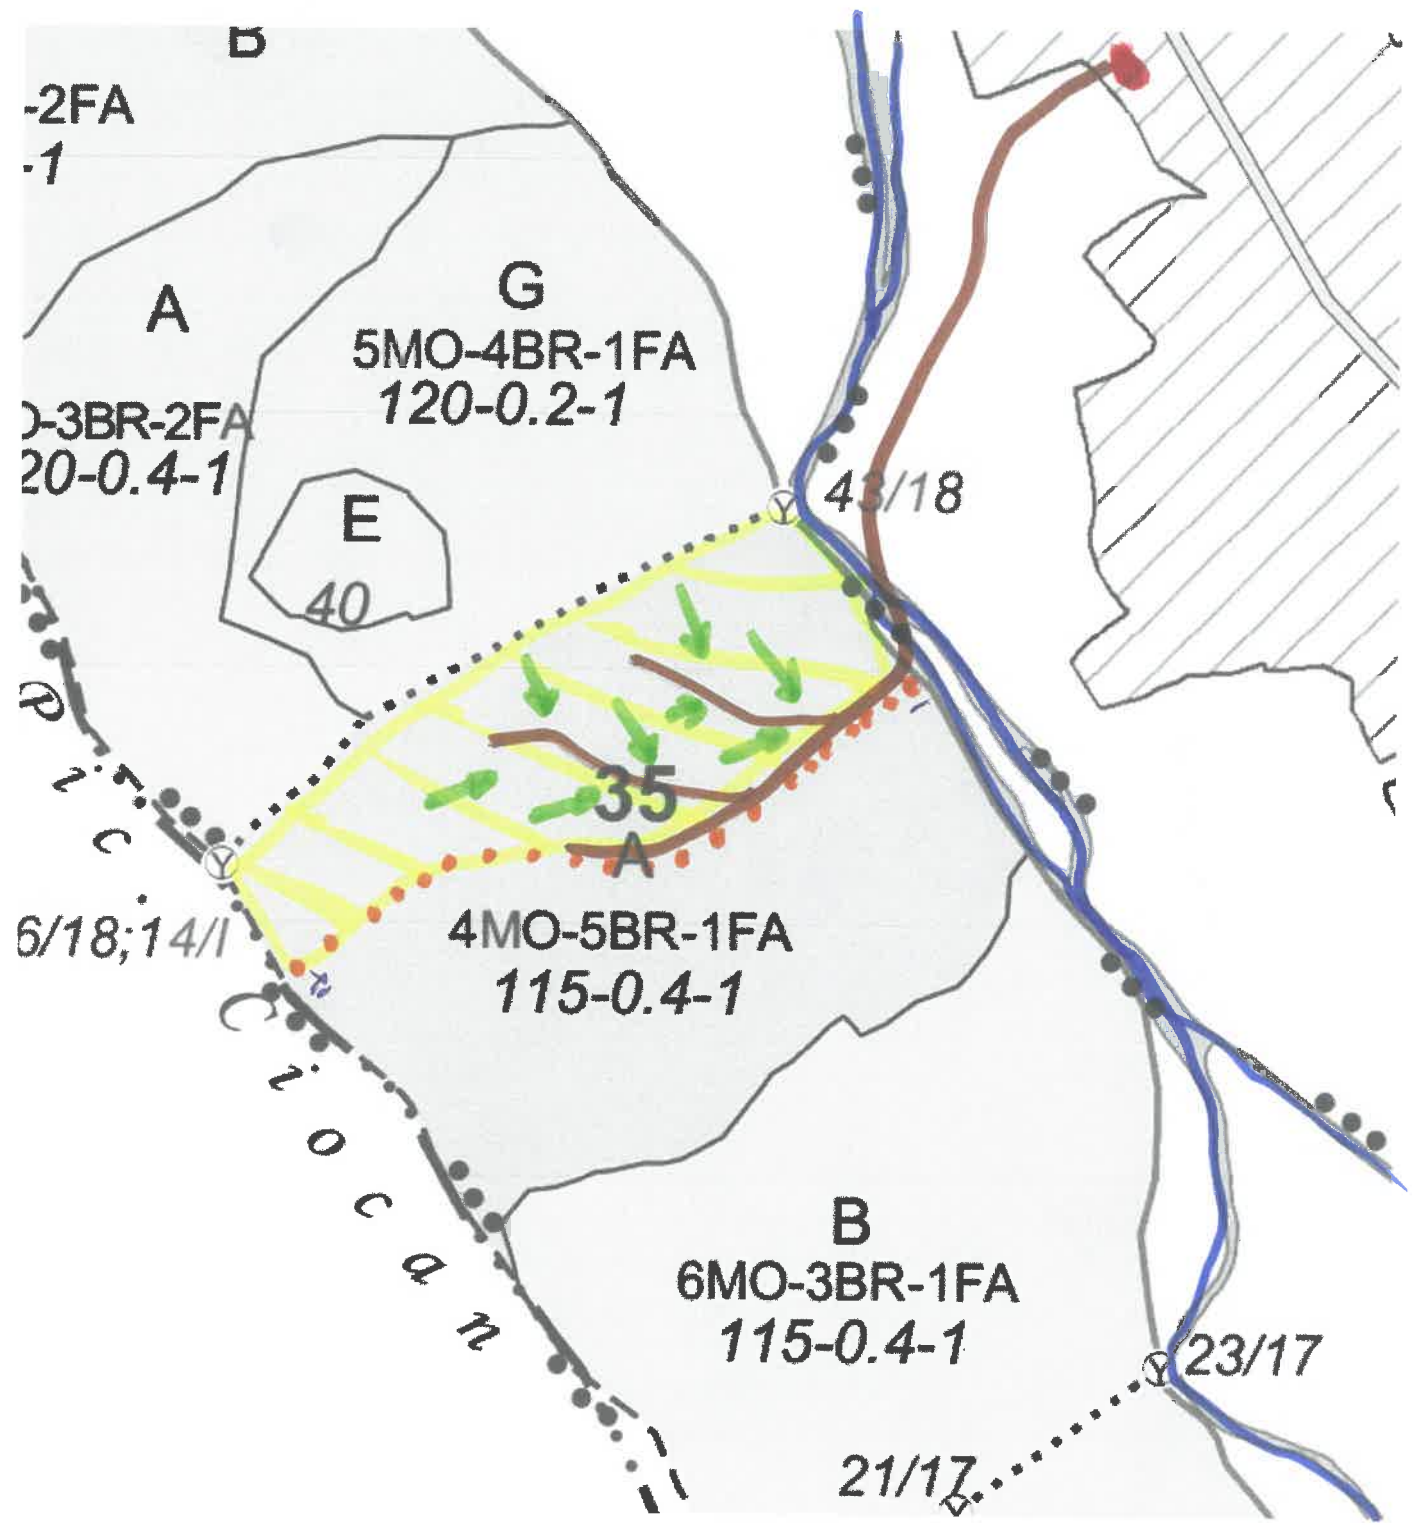 B
-2FA
-1
A
G
5MO-4BR-1FA
120-0.2-1
O-3BR-2FA
20-0.4-1
E
40
43/18
35
A
4MO-5BR-1FA
115-0.4-1
6/18;14/I
Pic. Ciocan
B
6MO-3BR-1FA
115-0.4-1
23/17
21/17